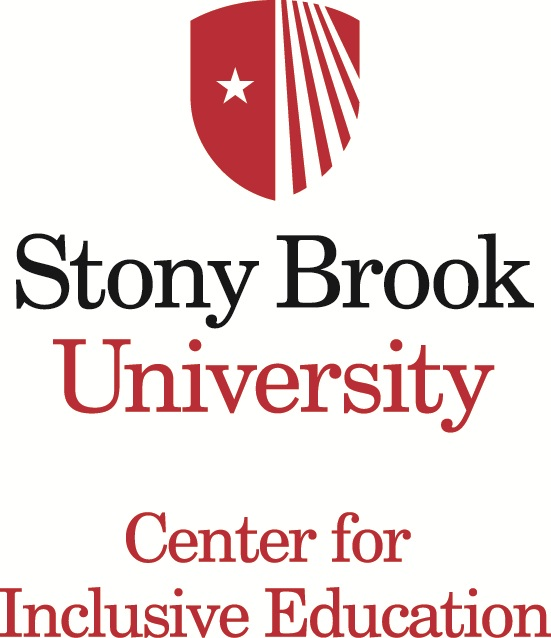 Stony Brook
University
Center for
Inclusive Education